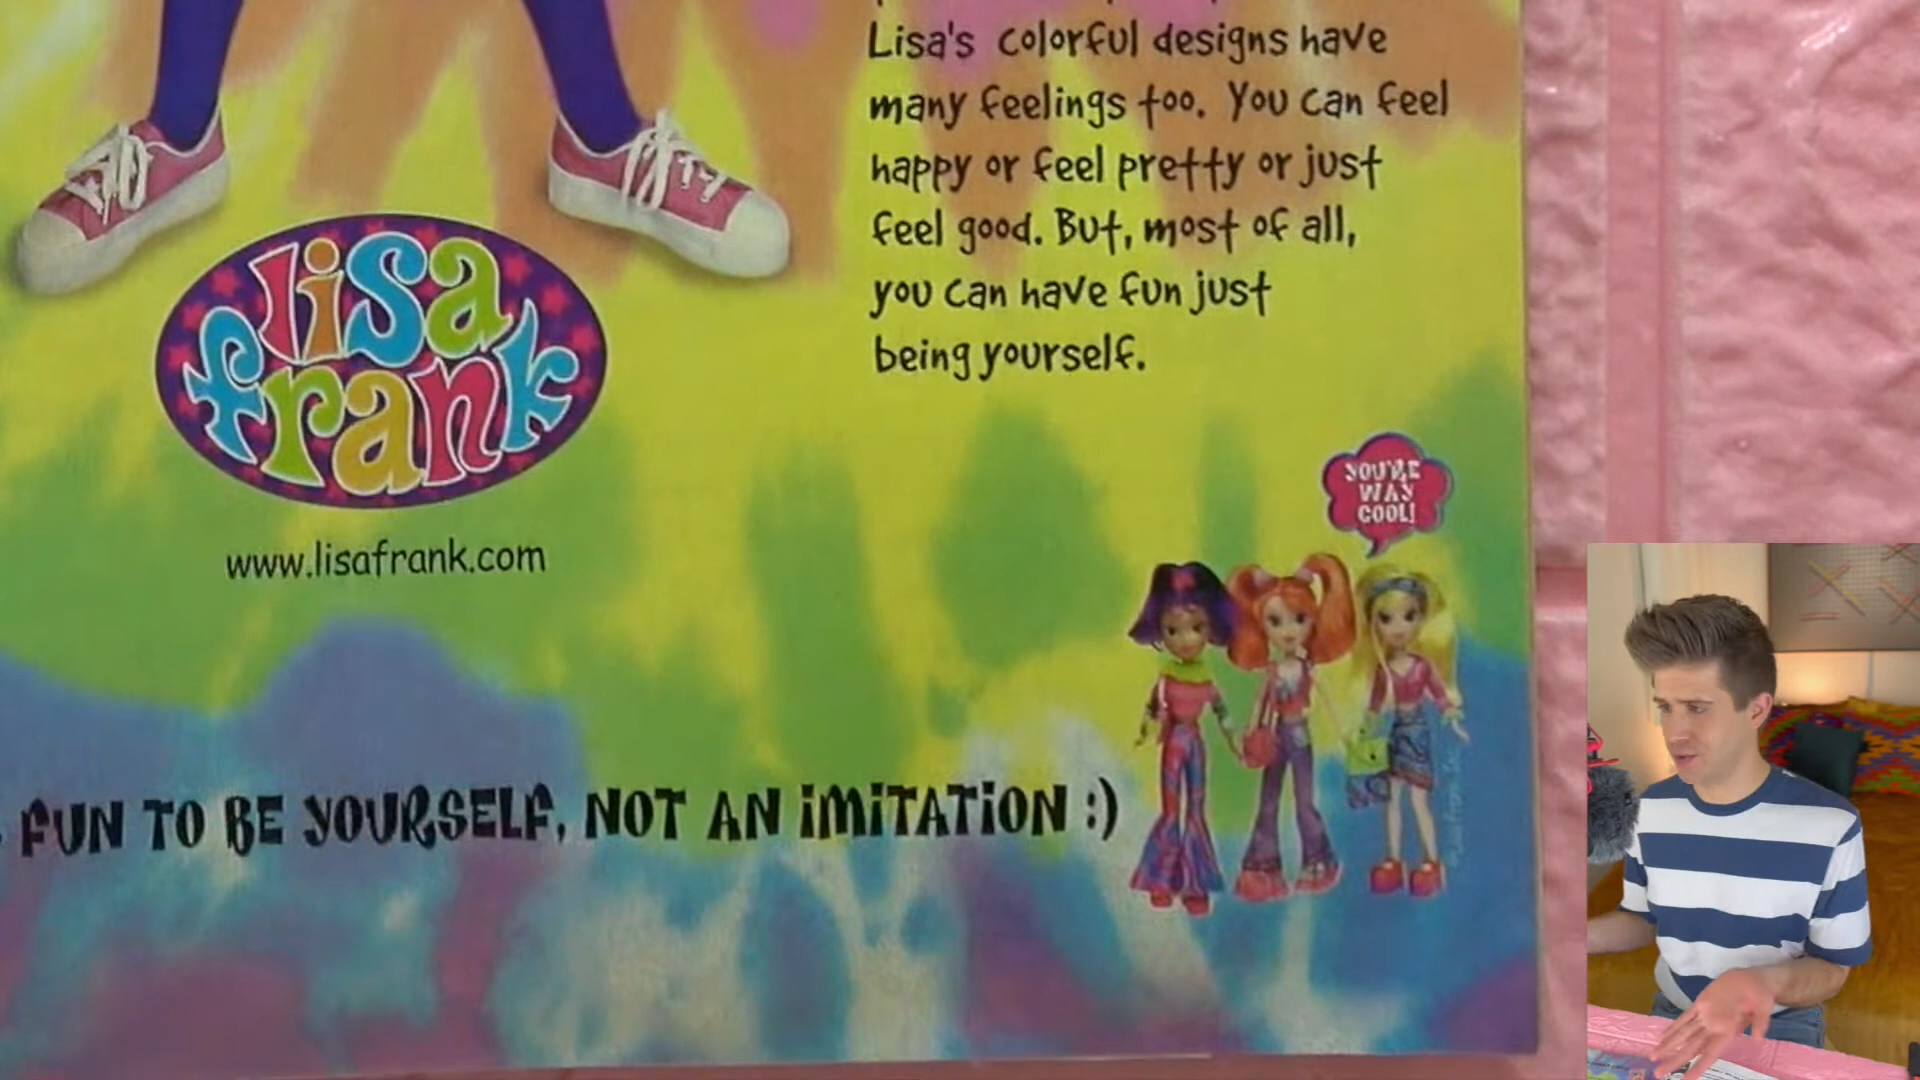 Lisa's colorful designs have
many feelings too. You can feel
happy or feel pretty or just
feel good. But, most of all,
you can have fun just
being yourself.
lisa
frank
www.lisafrank.com
YOU'RE
WAY
COOL!
FUN TO BE YOURSELF, NOT AN iMiTATiON :)